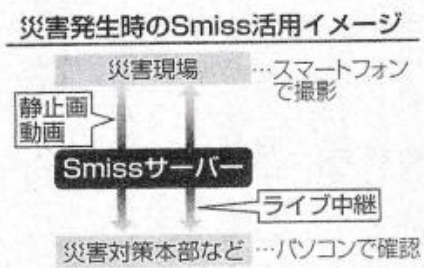 災害発生時のSmiss活用イメージ
災害現場
…スマートフォン
で撮影
静止画
動画
Smissサーバー
ライブ中継
災害対策本部など
…パソコンで確認